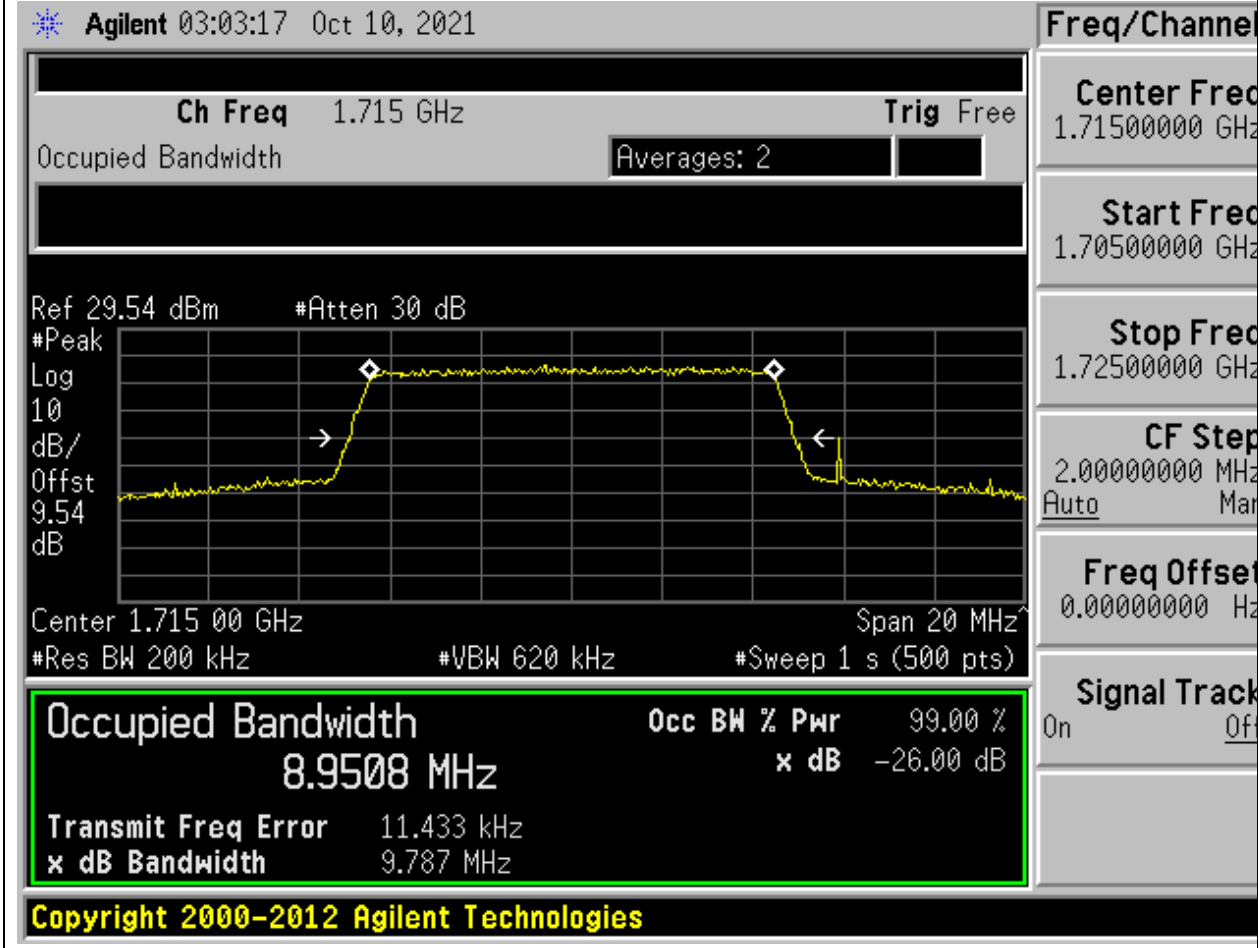 Agilent 03:03:17 Oct 10, 2021
Ch Freq 1.715 GHz Trig Free
Occupied Bandwidth Averages: 2
Ref 29.54 dBm #Atten 30 dB
#Peak
Log
10
dB/
Offst
9.54
dB
Center 1.715 00 GHz Span 20 MHz^
#Res BW 200 kHz #VBW 620 kHz #Sweep 1 s (500 pts)
Occupied Bandwidth Occ BW % Pwr 99.00 %
8.9508 MHz x dB -26.00 dB
Transmit Freq Error 11.433 kHz
x dB Bandwidth 9.787 MHz
Copyright 2000-2012 Agilent Technologies
Freq/Channel
Center Freq
1.71500000 GHz
Start Freq
1.70500000 GHz
Stop Freq
1.72500000 GHz
CF Step
2.00000000 MHz
Auto Man
Freq Offset
0.00000000 Hz
Signal Track
On Off